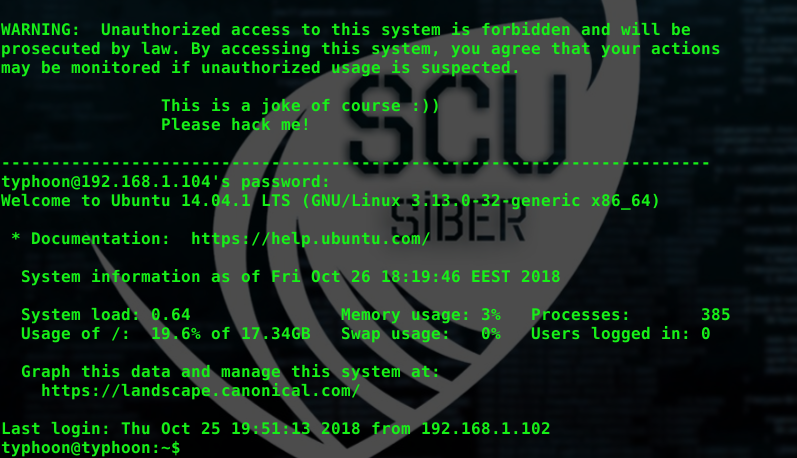 WARNING:  Unauthorized access to this system is forbidden and will be
prosecuted by law. By accessing this system, you agree that your actions
may be monitored if unauthorized usage is suspected.
This is a joke of course :))
Please hack me!
-----------------------------------------------------------------------
typhoon@192.168.1.104's password:
Welcome to Ubuntu 14.04.1 LTS (GNU/Linux 3.13.0-32-generic x86_64)
* Documentation:  https://help.ubuntu.com/
System information as of Fri Oct 26 18:19:46 EEST 2018
System load: 0.64               Memory usage: 3%   Processes:       385
Usage of /:  19.6% of 17.34GB   Swap usage:   0%   Users logged in: 0
Graph this data and manage this system at:
https://landscape.canonical.com/
Last login: Thu Oct 25 19:51:13 2018 from 192.168.1.102
typhoon@typhoon:~$
SCU
SİBER